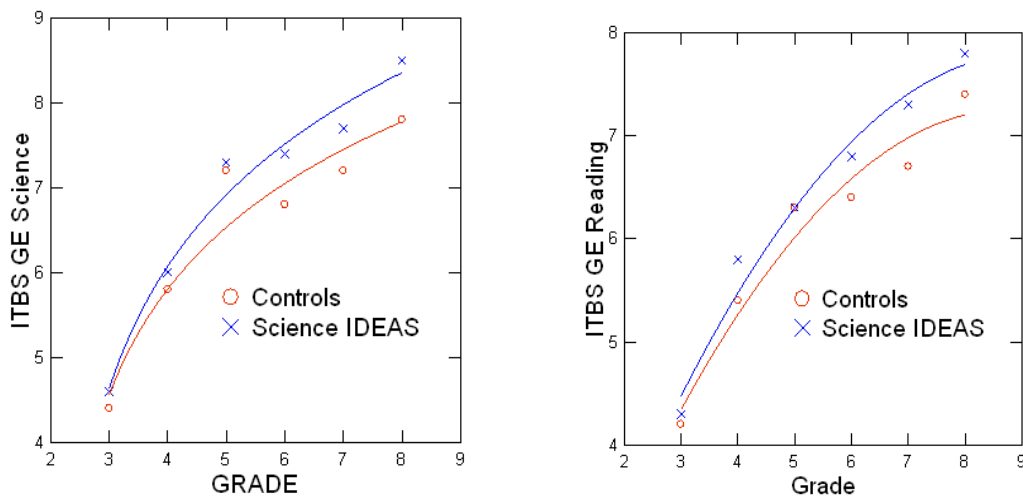 9
8
7
6
5
4
ITBS GE Science
Controls
Science IDEAS
2 3 4 5 6 7 8 9
GRADE
8
7
6
5
4
ITBS GE Reading
Controls
Science IDEAS
2 3 4 5 6 7 8 9
Grade